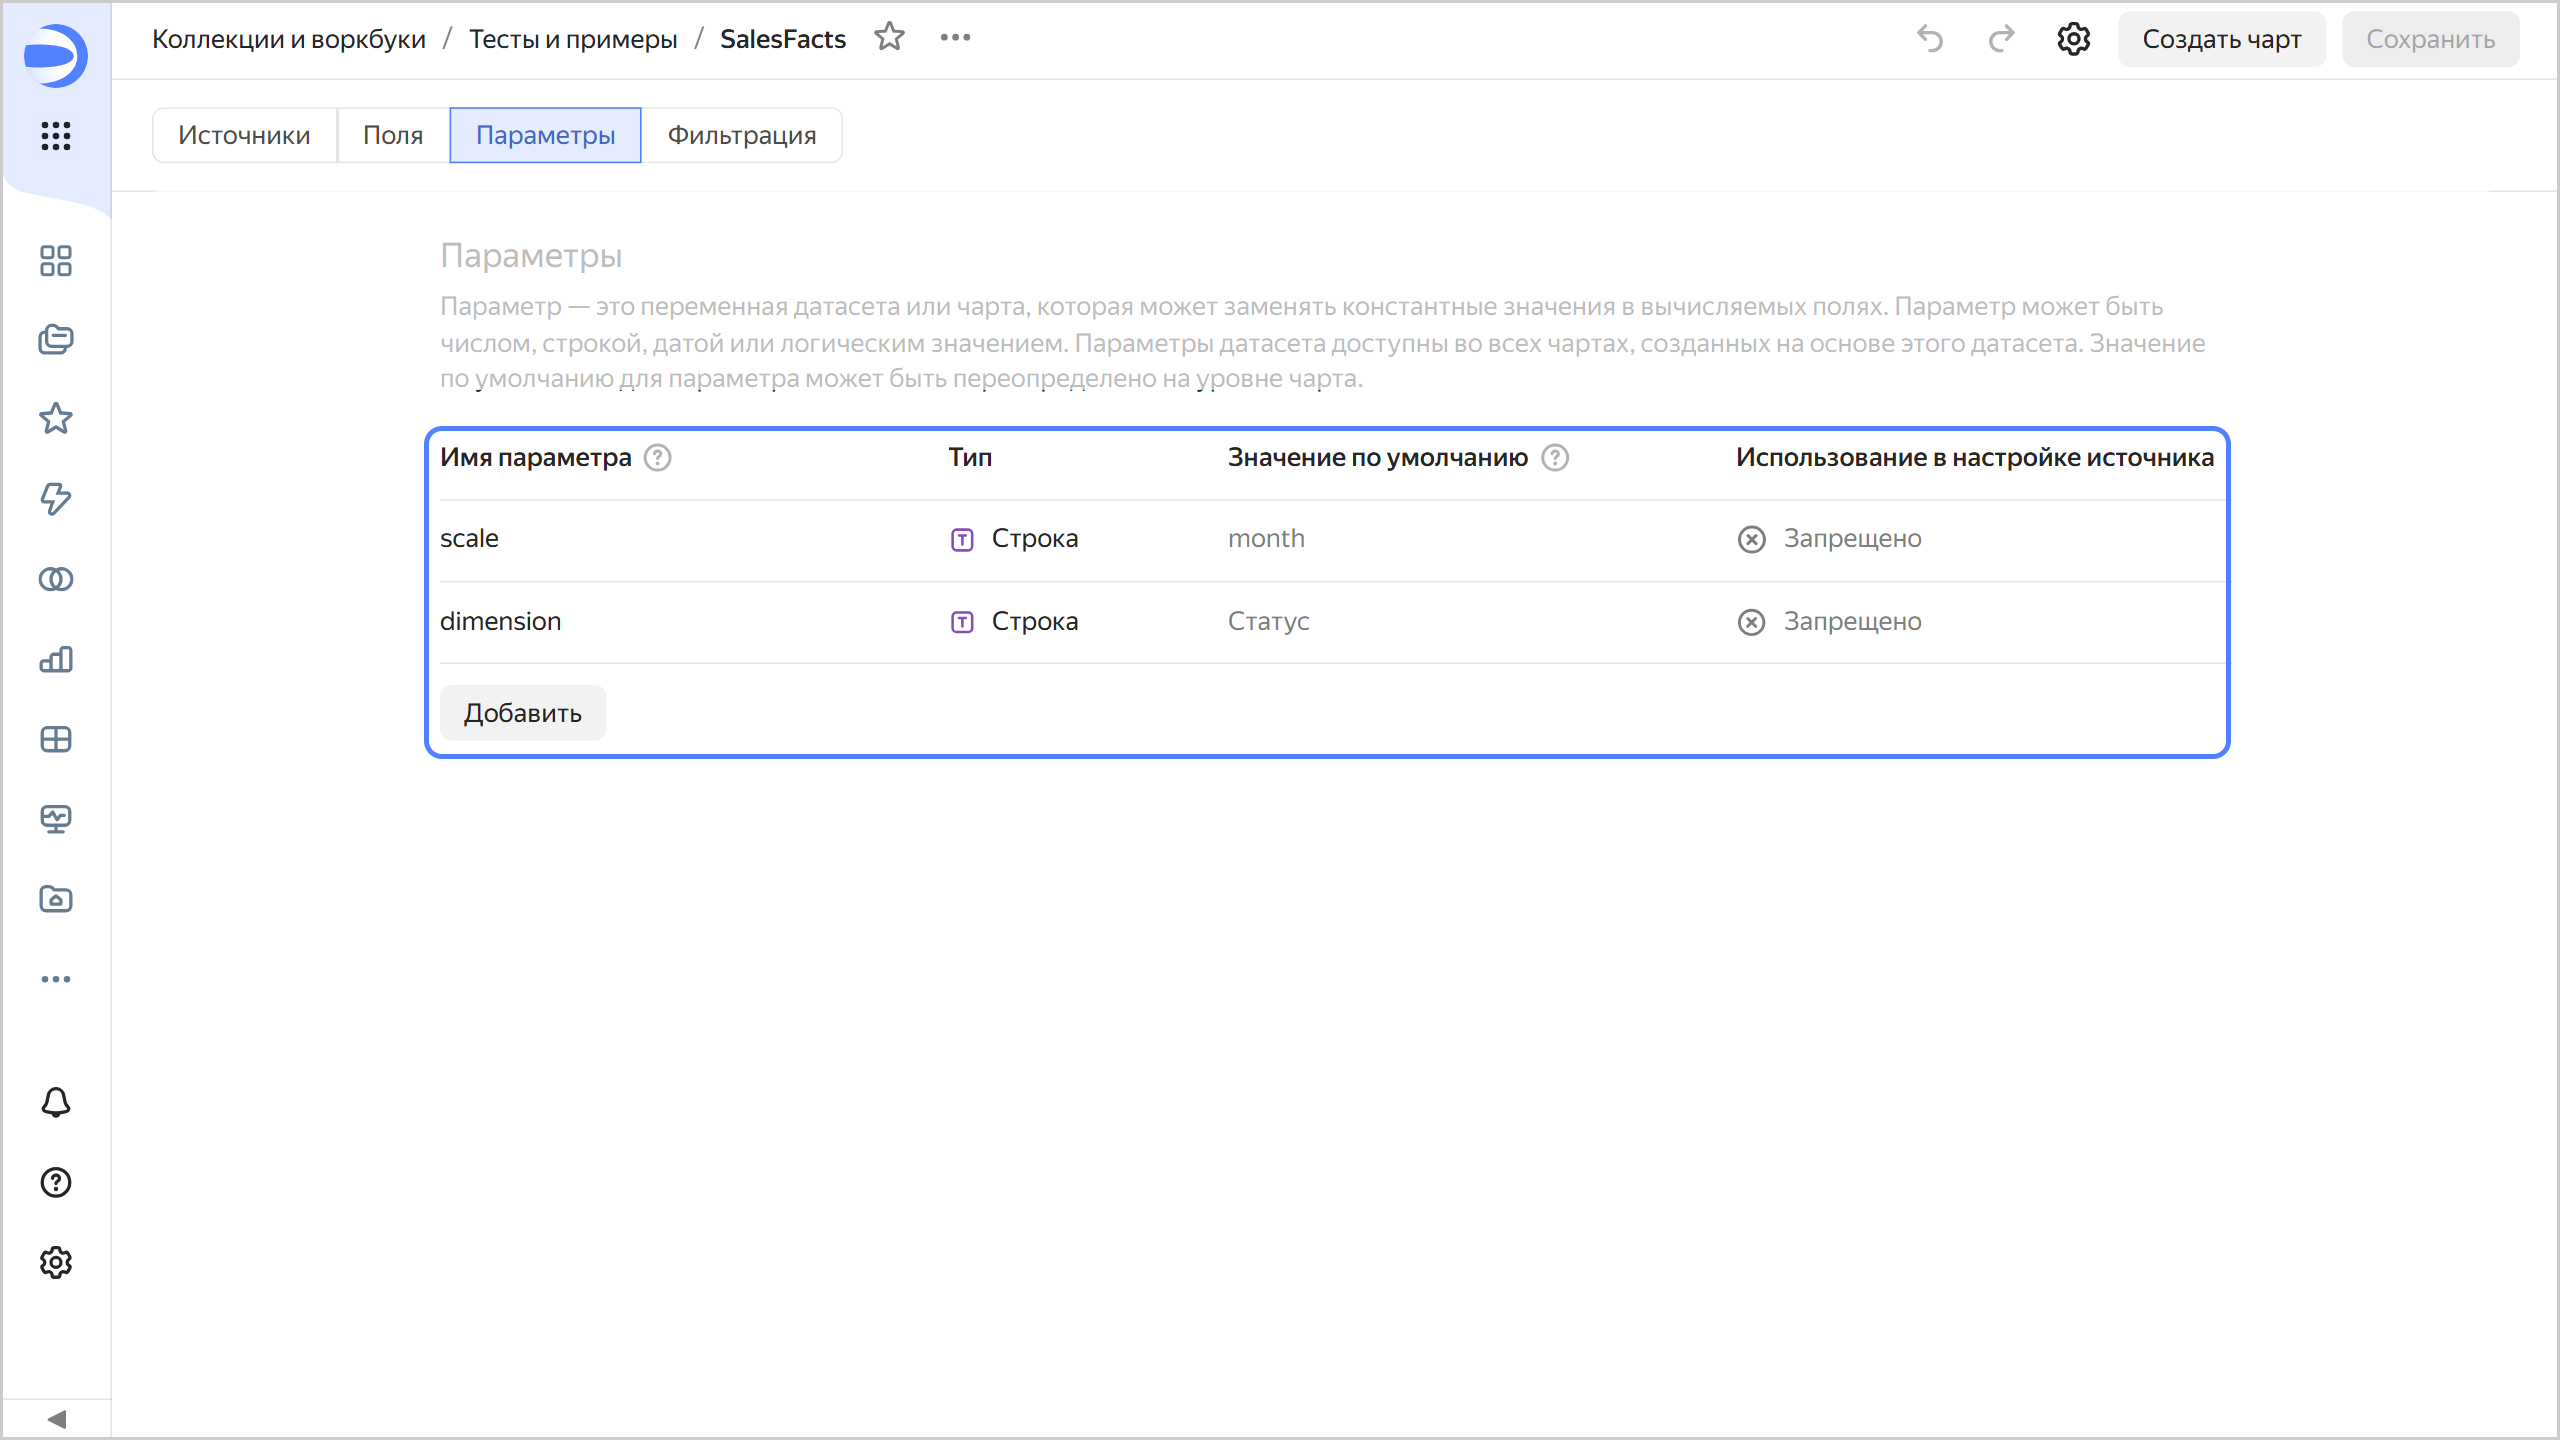 Коллекции и воркбуки / Тесты и примеры / SalesFacts
Создать чарт
Сохранить
Источники
Поля
Параметры
Фильтрация
Параметры
Параметр — это переменная датасета или чарта, которая может заменять константные значения в вычисляемых полях. Параметр может быть
числом, строкой, датой или логическим значением. Параметры датасета доступны во всех чартах, созданных на основе этого датасета. Значение
по умолчанию для параметра может быть переопределено на уровне чарта.
Имя параметра ? Тип Значение по умолчанию ? Использование в настройке источника
scale T Строка month Запрещено
dimension T Строка Статус Запрещено
Добавить